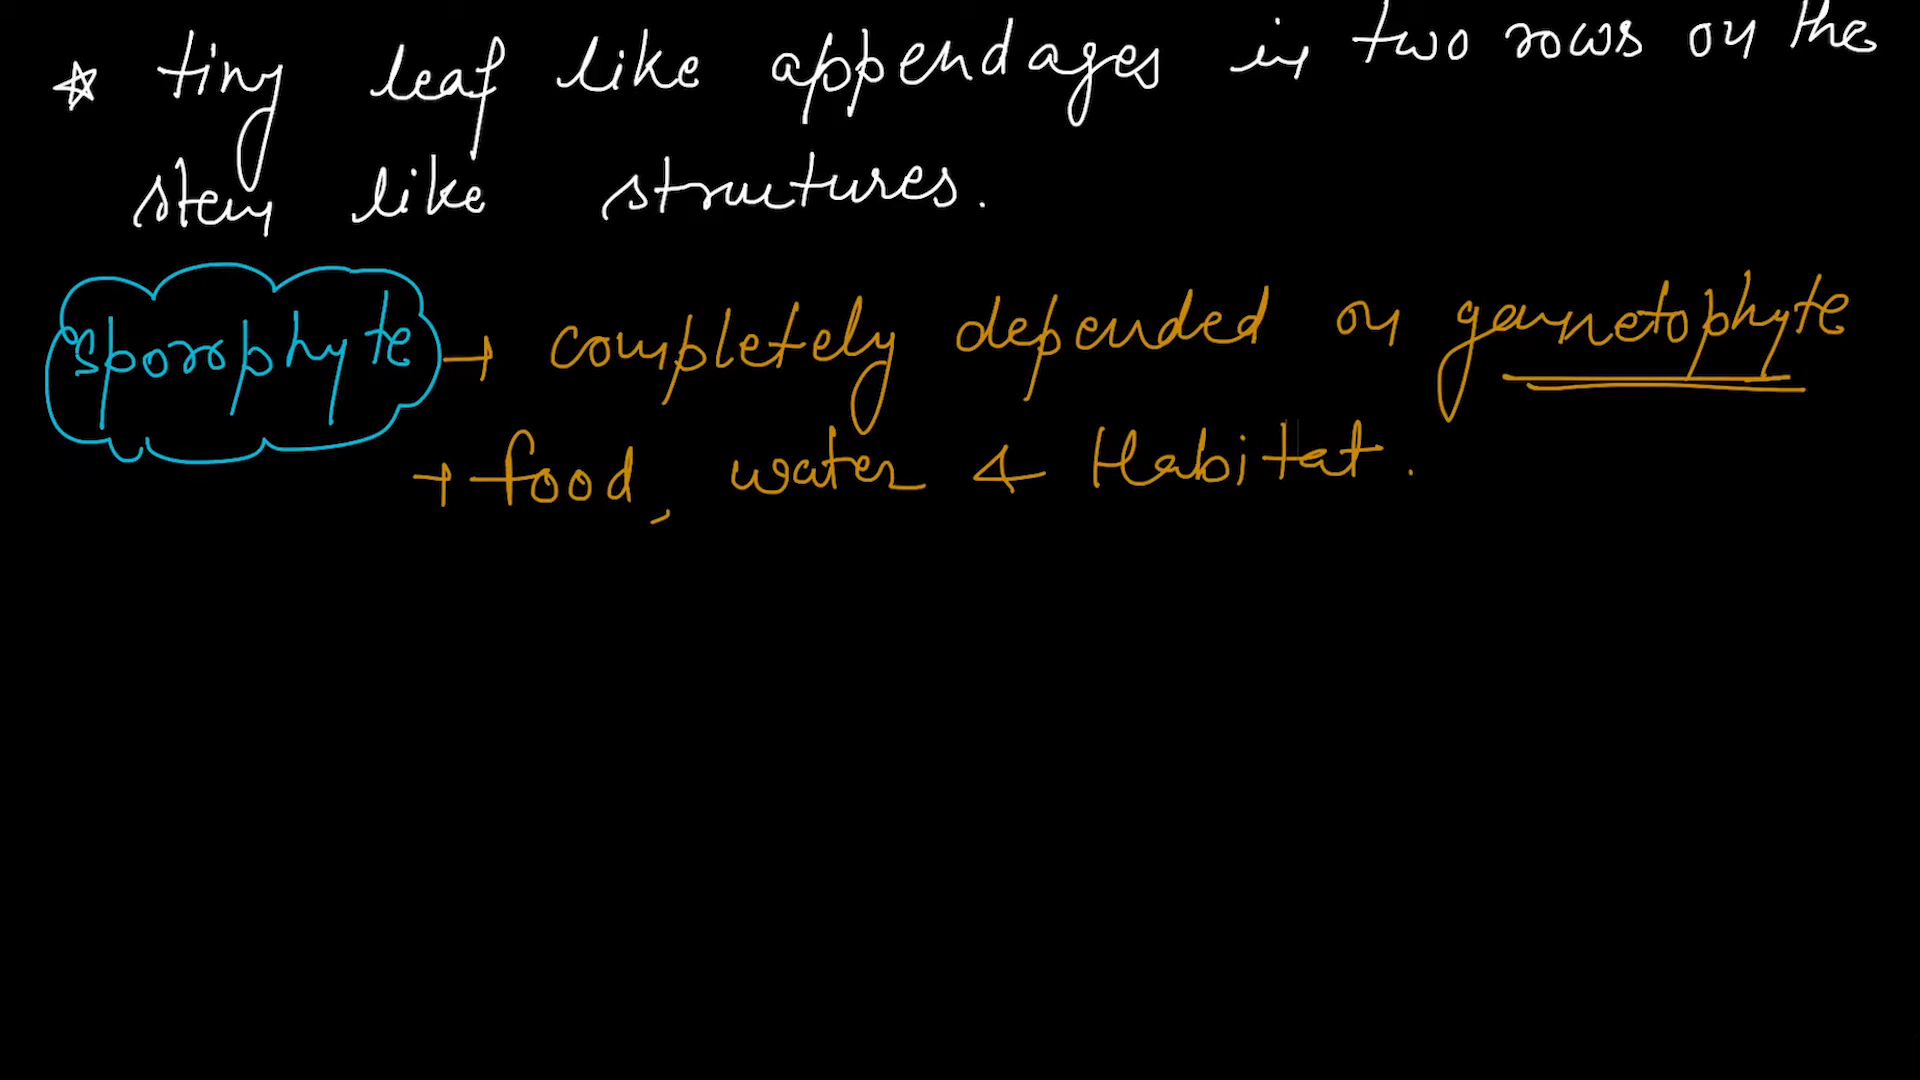 ☆ tiny leaf like appendages in two rows on the
stem like structures.
sporophyte → completely depended on gametophyte
→ food, water & Habitat.